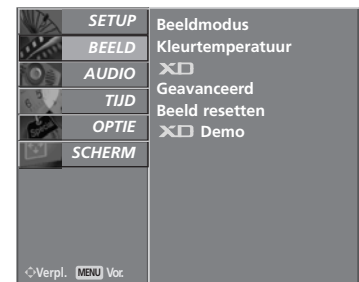 SETUP
BEELD
AUDIO
TIJD
OPTIE
SCHERM
Verpl. MENU Vor.
Beeldmodus
Kleurtemperatuur
XD
Geavanceerd
Beeld resetten
XD Demo